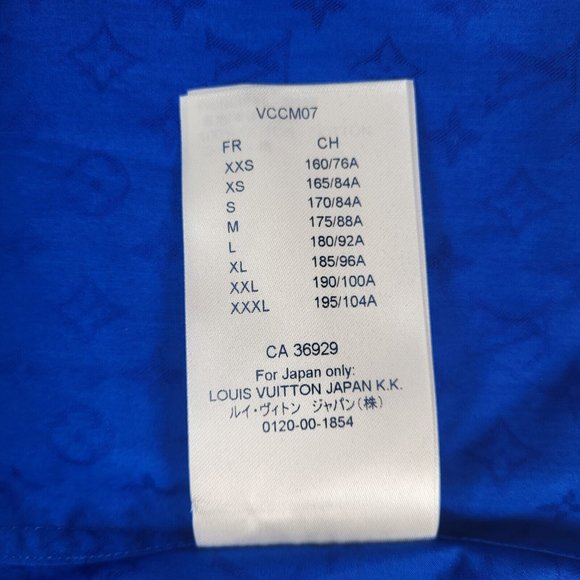 VCCM07
FR CH
XXS 160/76A
XS 165/84A
S 170/84A
M 175/88A
L 180/92A
XL 185/96A
XXL 190/100A
XXXL 195/104A
CA 36929
For Japan only:
LOUIS VUITTON JAPAN K.K.
ルイ・ヴィトン ジャパン(株)
0120-00-1854